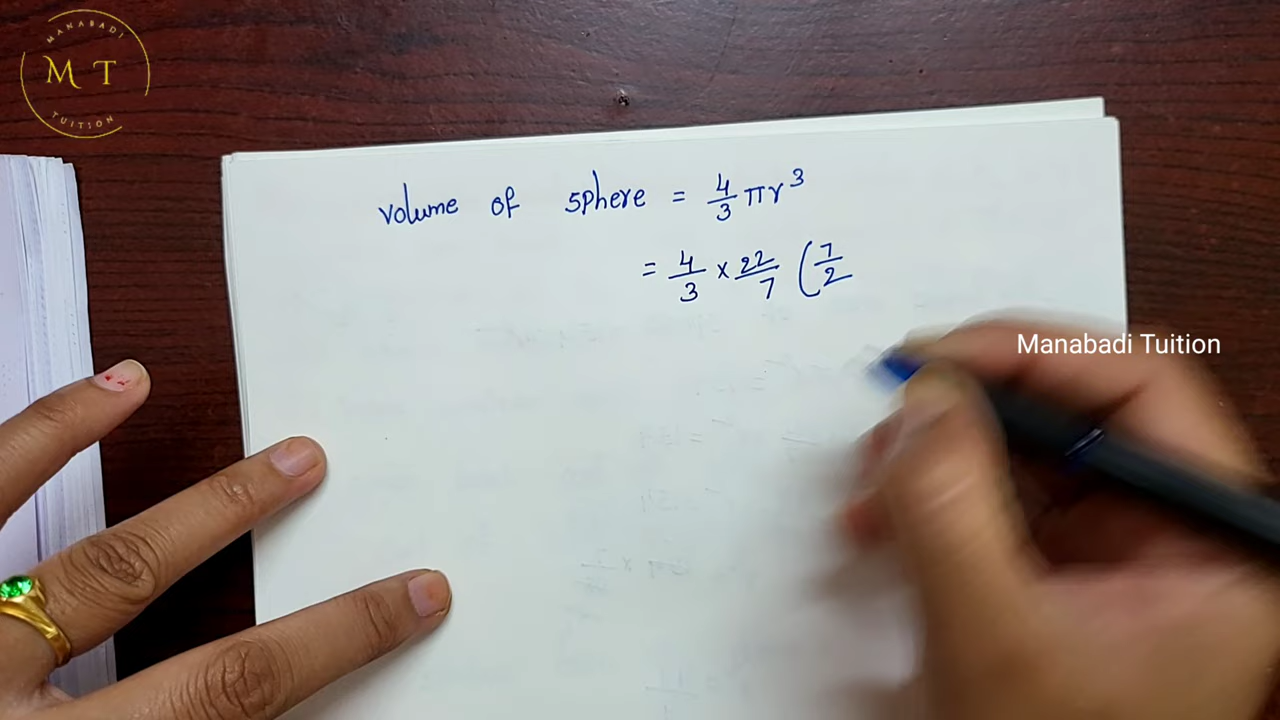 MANABADI
M T
TUITION
volume of sphere = 4/3 πr³
= 4/3 × 22/7 (7/2
Manabadi Tuition